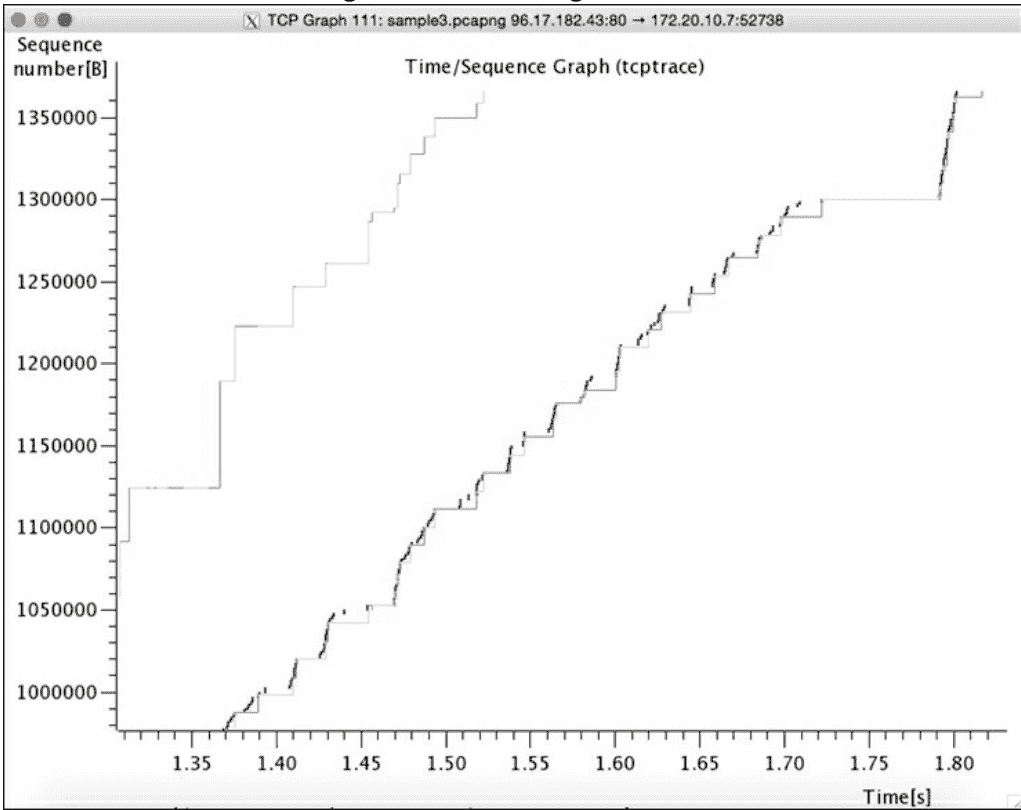 TCP Graph 111: sample3.pcapng 96.17.182.43:80 → 172.20.10.7:52738
Sequence
number[B]
Time/Sequence Graph (tcptrace)
1350000
1300000
1250000
1200000
1150000
1100000
1050000
1000000
1.35 1.40 1.45 1.50 1.55 1.60 1.65 1.70 1.75 1.80
Time[s]